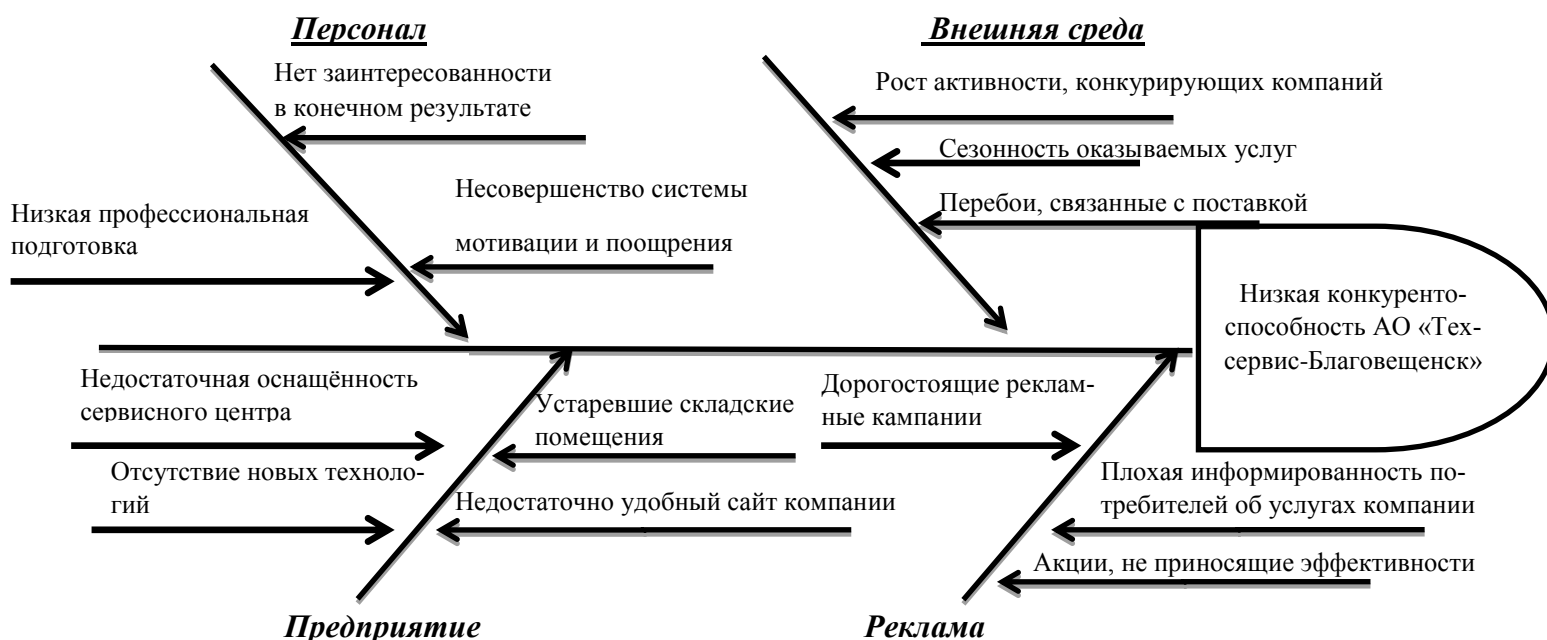 Персонал
Нет заинтересованности
в конечном результате
Несовершенство системы
мотивации и поощрения
Низкая профессиональная
подготовка
Внешняя среда
Рост активности, конкурирующих компаний
Сезонность оказываемых услуг
Перебои, связанные с поставкой
Низкая конкуренто-
способность АО «Тех-
сервис-Благовещенск»
Недостаточная оснащённость
сервисного центра
Устаревшие складские
помещения
Отсутствие новых техноло-
гий
Недостаточно удобный сайт компании
Предприятие
Дорогостоящие реклам-
ные кампании
Плохая информированность по-
требителей об услугах компании
Акции, не приносящие эффективности
Реклама